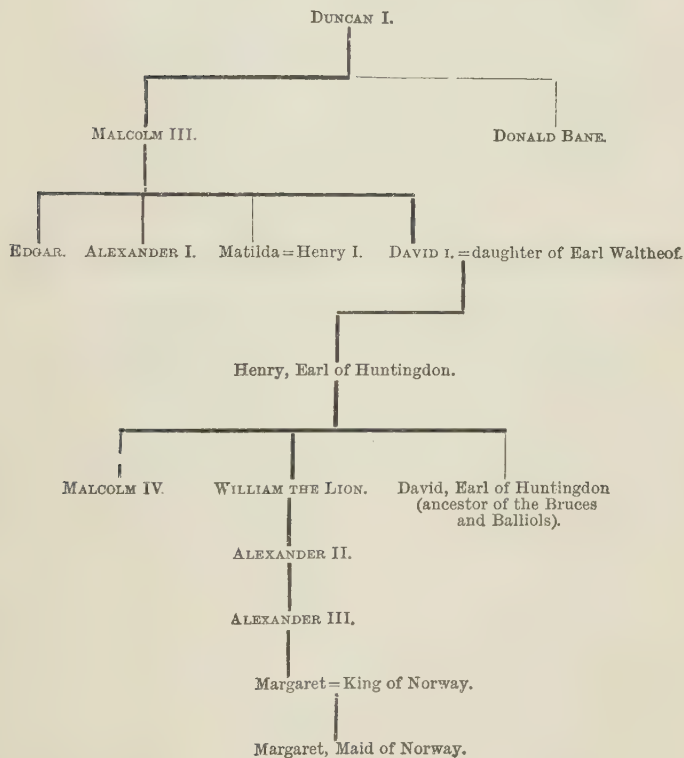 DUNCAN I.
MALCOLM III. DONALD BANE.
EDGAR. ALEXANDER I. Matilda=Henry I. DAVID I.=daughter of Earl Waltheof.
Henry, Earl of Huntingdon.
MALCOLM IV. WILLIAM THE LION. David, Earl of Huntingdon
(ancestor of the Bruces
and Balliols).
ALEXANDER II.
ALEXANDER III.
Margaret=King of Norway.
Margaret, Maid of Norway.